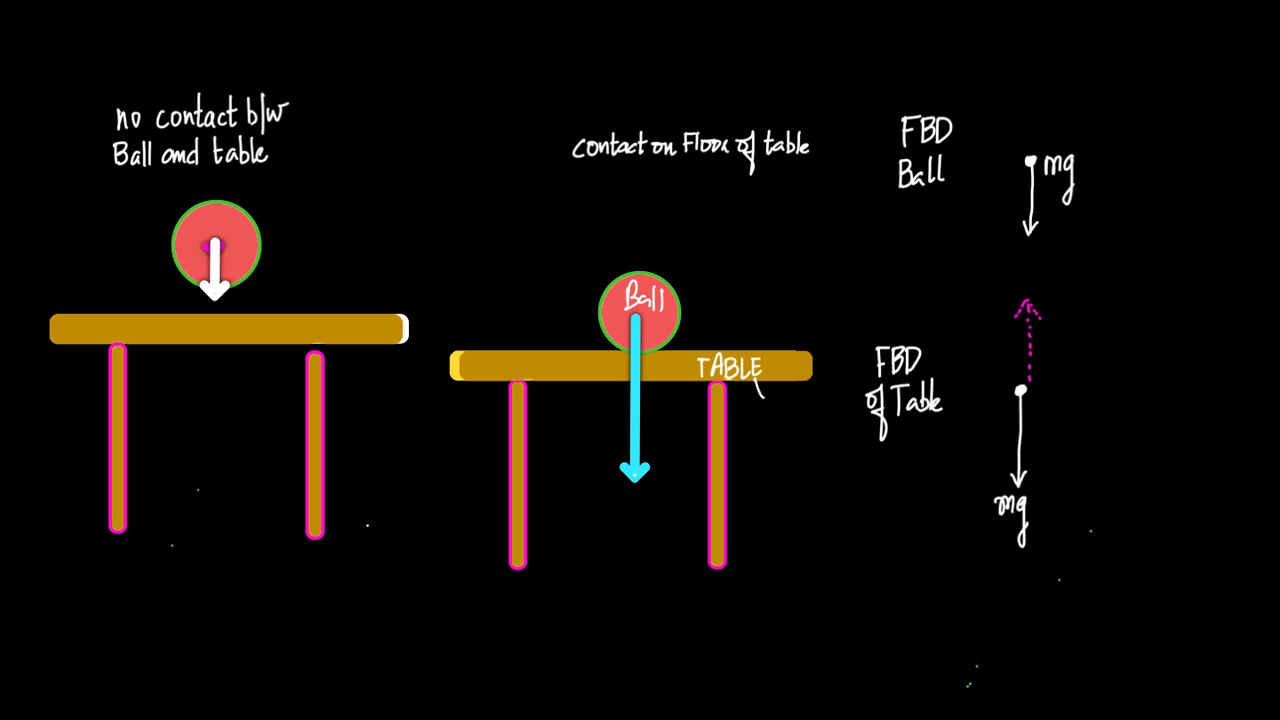 no contact b/w
Ball and table
contact on Floor of table
Ball
TABLE
FBD
Ball
mg
FBD
of Table
mg